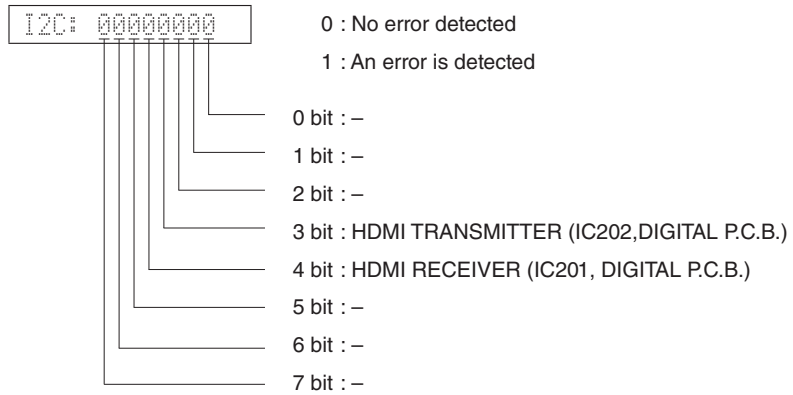 I2C: 00000000
0 : No error detected
1 : An error is detected
0 bit : –
1 bit : –
2 bit : –
3 bit : HDMI TRANSMITTER (IC202,DIGITAL P.C.B.)
4 bit : HDMI RECEIVER (IC201, DIGITAL P.C.B.)
5 bit : –
6 bit : –
7 bit : –